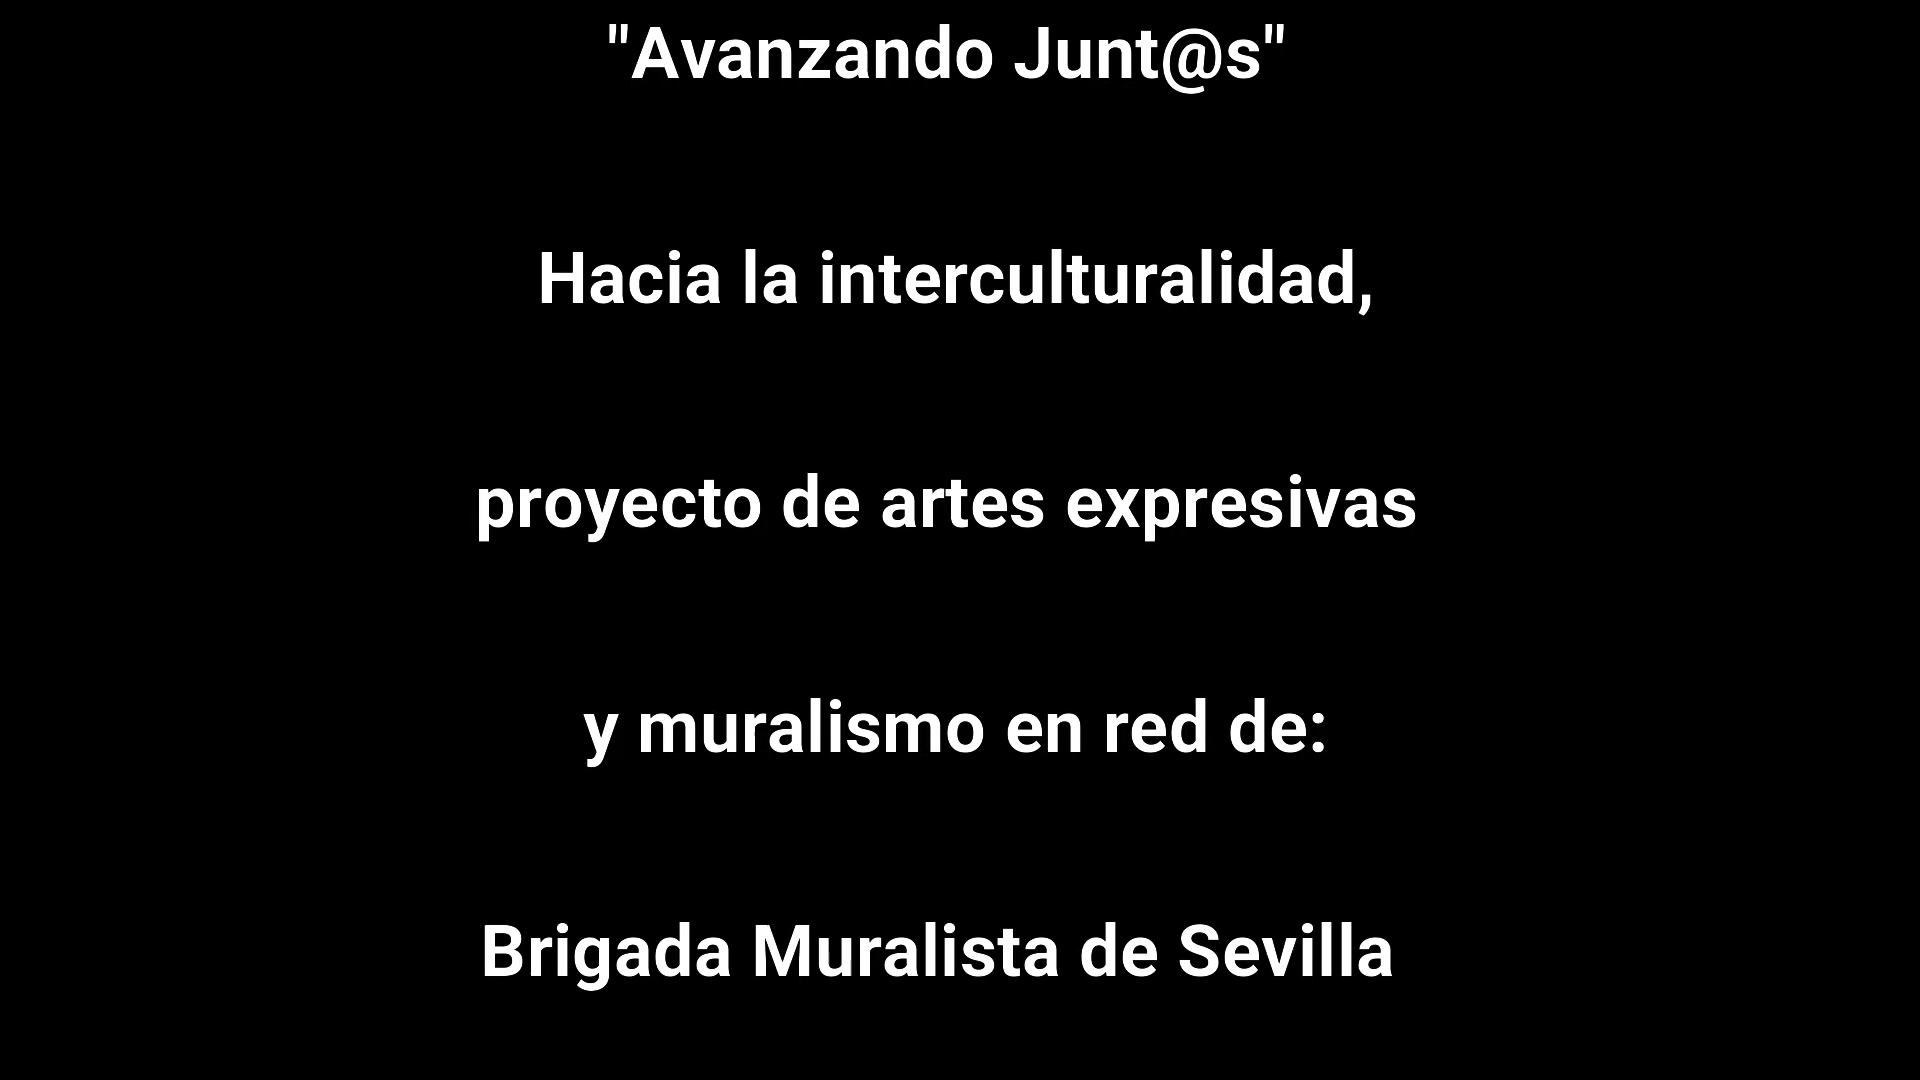 "Avanzando Junt@s"
Hacia la interculturalidad,
proyecto de artes expresivas
y muralismo en red de:
Brigada Muralista de Sevilla